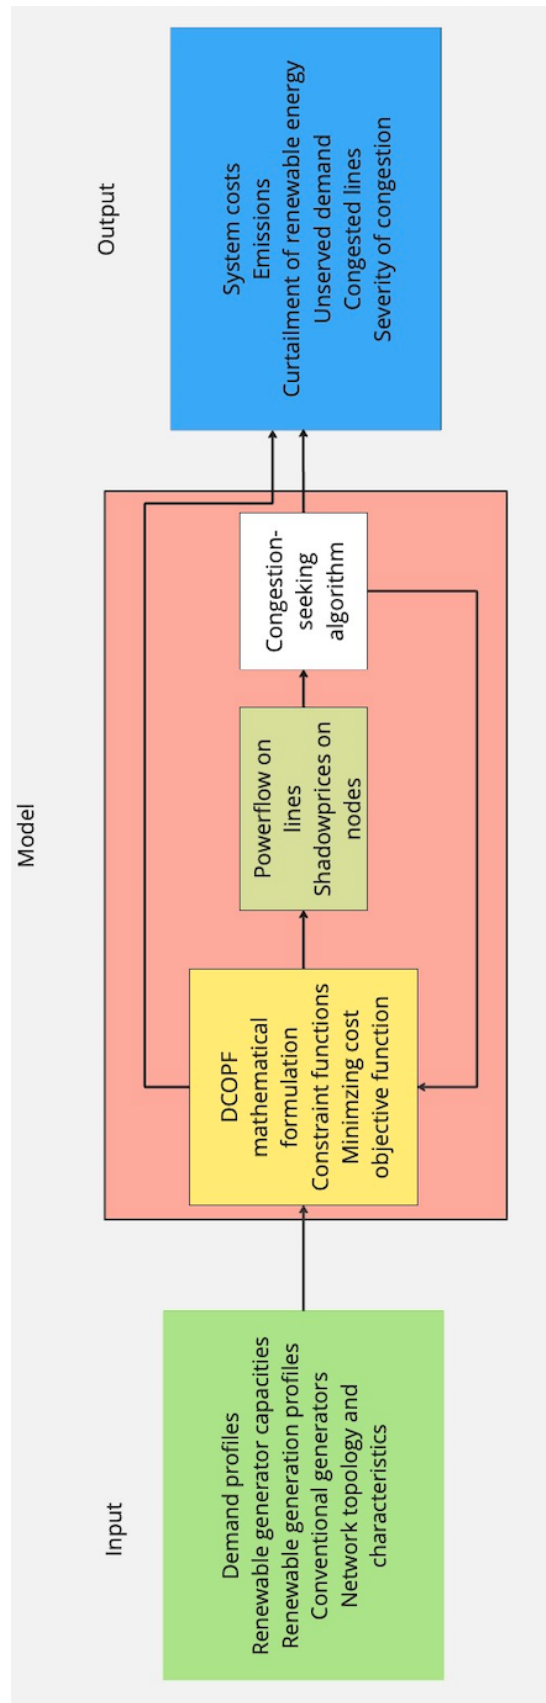 Input
Demand profiles
Renewable generator capacities
Renewable generation profiles
Conventional generators
Network topology and
characteristics
Model
DCOPF
mathematical
formulation
Constraint functions
Minimzing cost
objective function
Powerflow on
lines
Shadowprices on
nodes
Congestion-
seeking
algorithm
Output
System costs
Emissions
Curtailment of renewable energy
Unserved demand
Congested lines
Severity of congestion